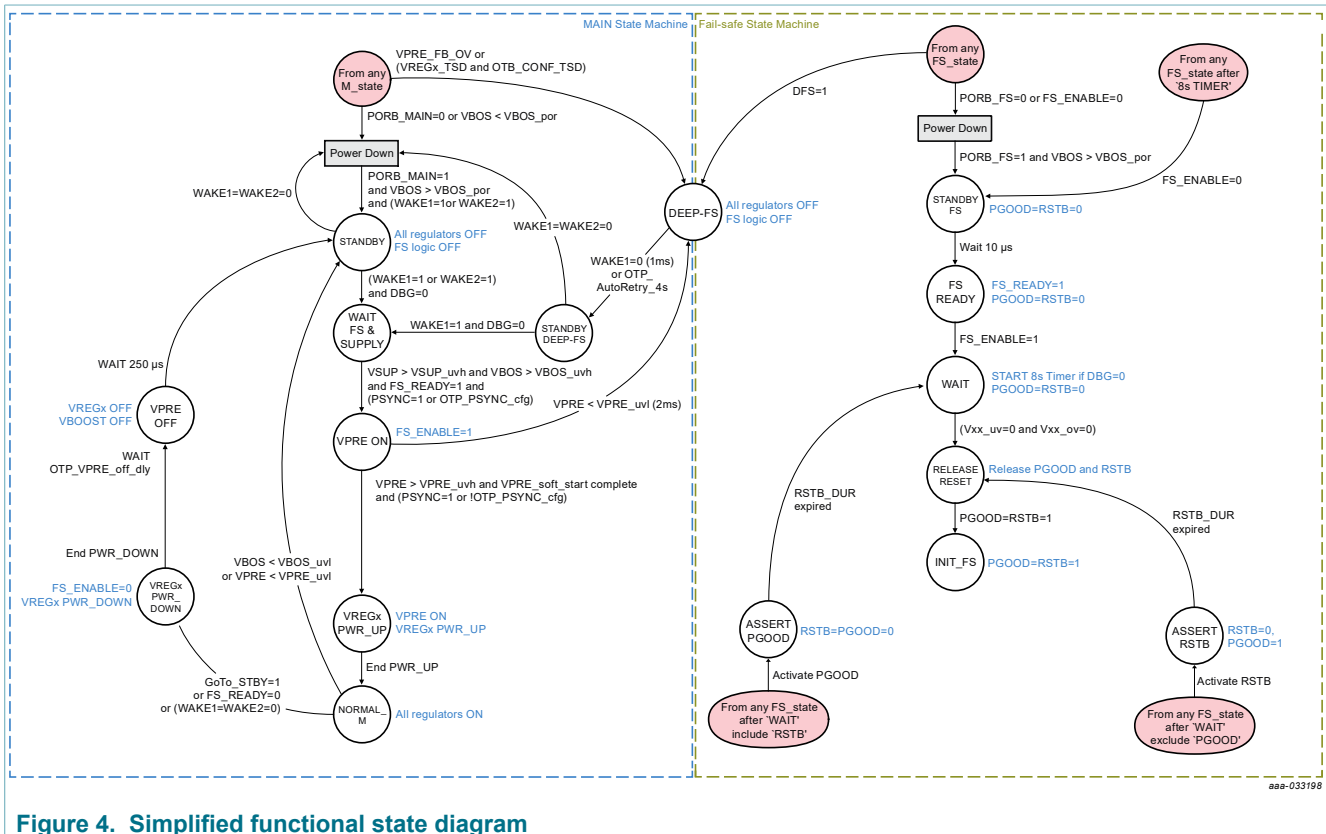 MAIN State Machine
Fail-safe State Machine
From any
M_state
VPRE_FB_OV or
(VREGx_TSD and OTB_CONF_TSD)
PORB_MAIN=0 or VBOS < VBOS_por
Power Down
WAKE1=WAKE2=0
PORB_MAIN=1
and VBOS > VBOS_por
and (WAKE1=1or WAKE2=1)
STANDBY
All regulators OFF
FS logic OFF
WAKE1=WAKE2=0
(WAKE1=1 or WAKE2=1)
and DBG=0
WAIT
FS &
SUPPLY
WAKE1=1 and DBG=0
STANDBY
DEEP-FS
WAKE1=0 (1ms)
or OTP_
AutoRetry_4s
DEEP-FS
All regulators OFF
FS logic OFF
DFS=1
VSUP > VSUP_uvh and VBOS > VBOS_uvh
and FS_READY=1 and
(PSYNC=1 or OTP_PSYNC_cfg)
VPRE < VPRE_uvl (2ms)
VPRE ON
FS_ENABLE=1
VPRE > VPRE_uvh and VPRE_soft_start complete
and (PSYNC=1 or !OTP_PSYNC_cfg)
WAIT 250 µs
VREGx OFF
VBOOST OFF
VPRE
OFF
WAIT
OTP_VPRE_off_dly
End PWR_DOWN
FS_ENABLE=0
VREGx PWR_DOWN
VREGx
PWR_
DOWN
VBOS < VBOS_uvl
or VPRE < VPRE_uvl
VREGx
PWR_UP
VPRE ON
VREGx PWR_UP
End PWR_UP
GoTo_STBY=1
or FS_READY=0
or (WAKE1=WAKE2=0)
NORMAL_
M
All regulators ON
From any
FS_state
PORB_FS=0 or FS_ENABLE=0
Power Down
PORB_FS=1 and VBOS > VBOS_por
From any
FS_state after
‘8s TIMER’
FS_ENABLE=0
STANDBY
FS
PGOOD=RSTB=0
Wait 10 µs
FS
READY
FS_READY=1
PGOOD=RSTB=0
FS_ENABLE=1
WAIT
START 8s Timer if DBG=0
PGOOD=RSTB=0
(Vxx_uv=0 and Vxx_ov=0)
RELEASE
RESET
Release PGOOD and RSTB
RSTB_DUR
expired
PGOOD=RSTB=1
RSTB_DUR
expired
INIT_FS
PGOOD=RSTB=1
ASSERT
PGOOD
RSTB=PGOOD=0
Activate PGOOD
From any FS_state
after ‘WAIT’
include ‘RSTB’
ASSERT
RSTB
RSTB=0,
PGOOD=1
Activate RSTB
From any FS_state
after ‘WAIT’
exclude ‘PGOOD’
aaa-033198
Figure 4. Simplified functional state diagram